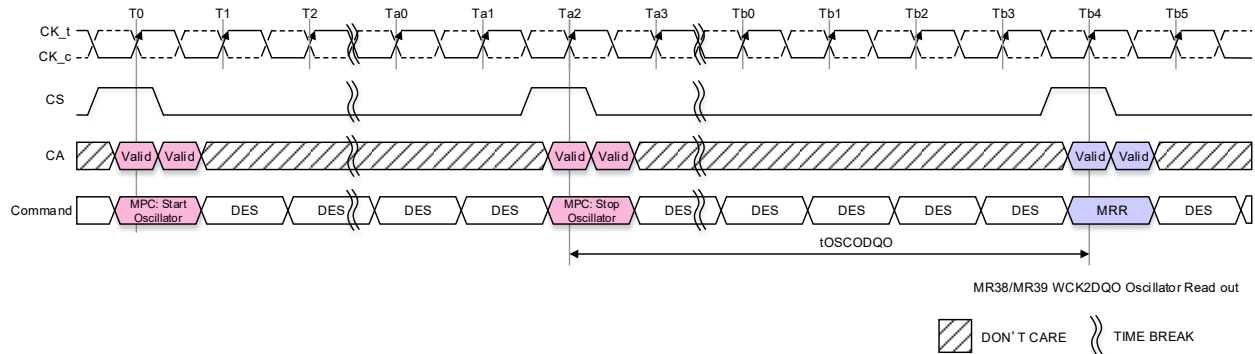 T0 T1 T2 Ta0 Ta1 Ta2 Ta3 Tb0 Tb1 Tb2 Tb3 Tb4 Tb5
CK_t
CK_c
CS
CA Valid Valid Valid Valid Valid Valid
Command MPC: Start Oscillator DES DES DES DES MPC: Stop Oscillator DES DES DES DES DES MRR DES
tOSCODQO
MR38/MR39 WCK2DQO Oscillator Read out
DON'T CARE TIME BREAK